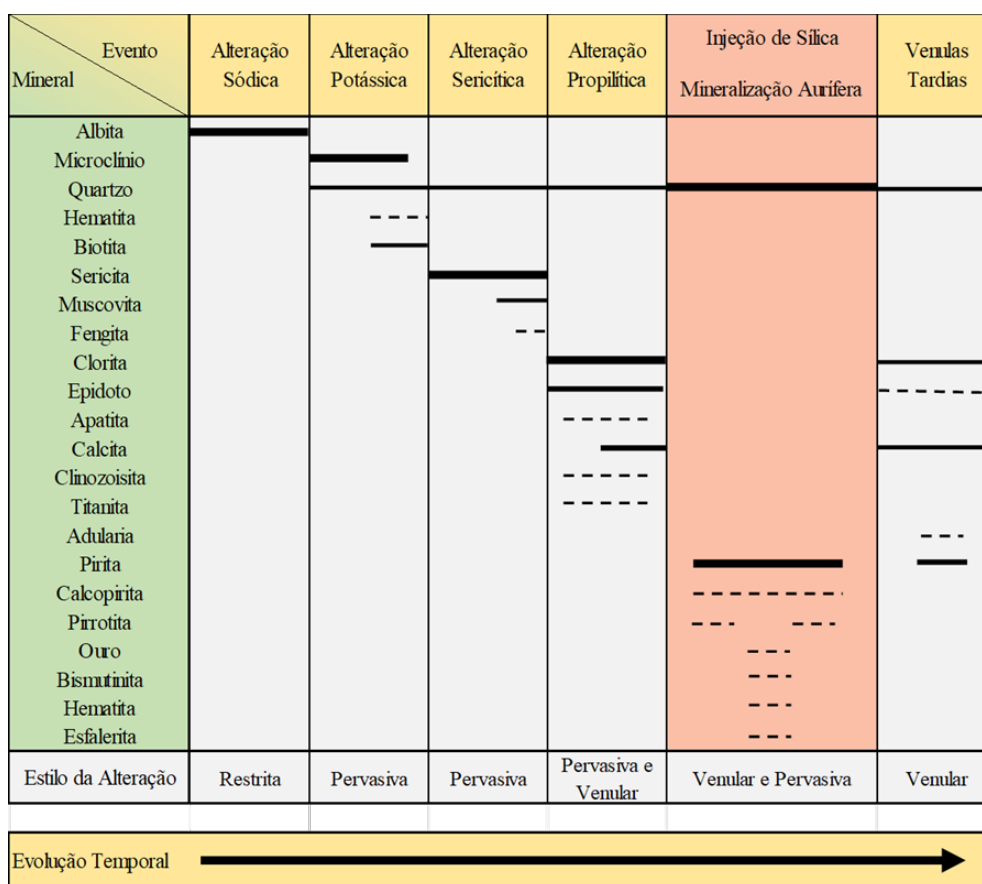 Evento
Mineral
Alteração
Sódica
Alteração
Potássica
Alteração
Sericítica
Alteração
Propilítica
Injeção de Sílica
Mineralização Aurífera
Venulas
Tardias
Albita
Microclínio
Quartzo
Hematita
Biotita
Sericita
Muscovita
Fengita
Clorita
Epidoto
Apatita
Calcita
Clinozoisita
Titanita
Adularia
Pirita
Calcopirita
Pirrotita
Ouro
Bismutinita
Hematita
Esfalerita
Estilo da Alteração
Restrita
Pervasiva
Pervasiva
Pervasiva e
Venular
Venular e Pervasiva
Venular
Evolução Temporal